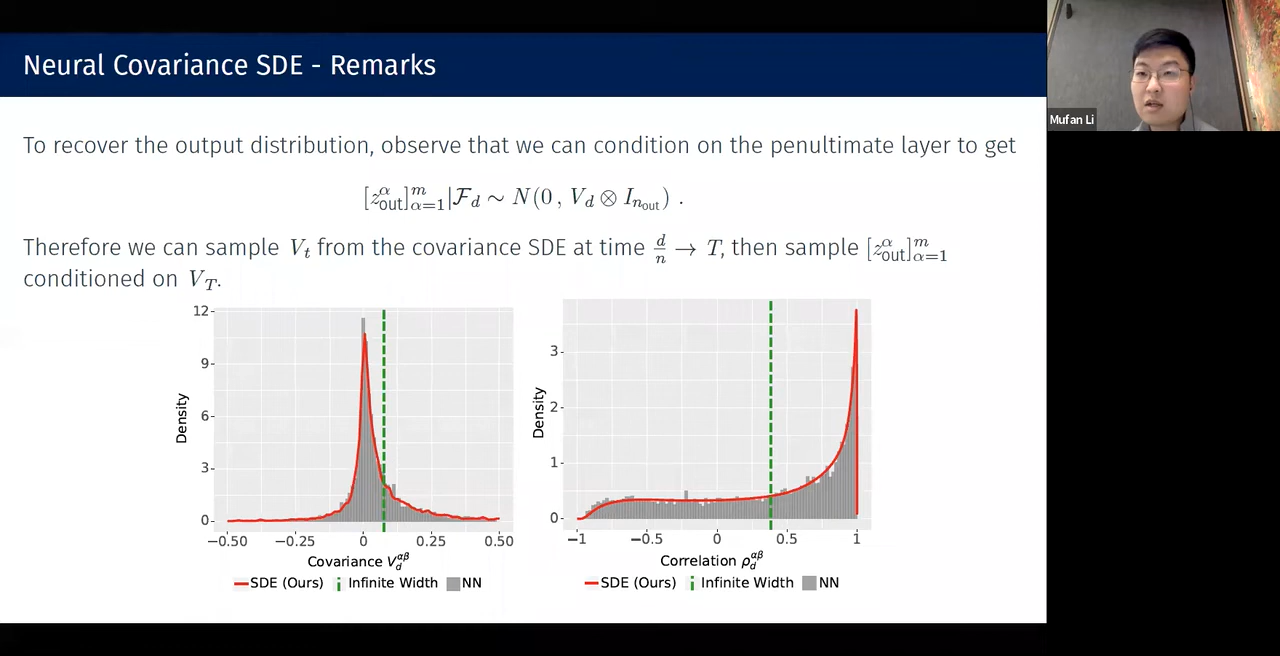 Neural Covariance SDE - Remarks
Mufan Li
To recover the output distribution, observe that we can condition on the penultimate layer to get
[z^α_out]^m_{α=1}|F_d ∼ N(0, V_d ⊗ I_{n_out}) .
Therefore we can sample V_t from the covariance SDE at time d/n → T, then sample [z^α_out]^m_{α=1}
conditioned on V_T.
12
9
6
3
0
Density
−0.50 −0.25 0 0.25 0.50
Covariance V_d^{αβ}
SDE (Ours) Infinite Width NN
3
2
1
0
Density
−1 −0.5 0 0.5 1
Correlation ρ_d^{αβ}
SDE (Ours) Infinite Width NN